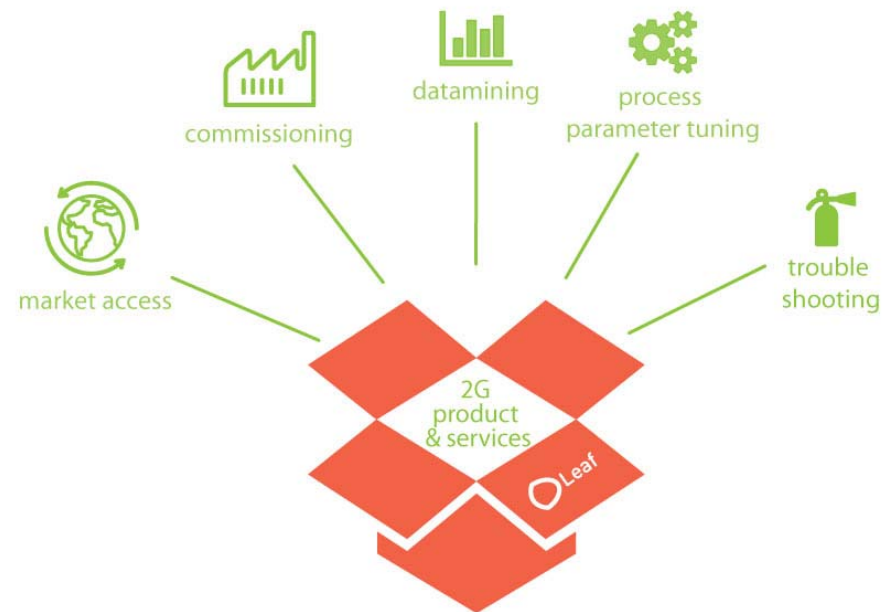 datamining
process
parameter tuning
commissioning
trouble
shooting
market access
2G
product
& services
Leaf